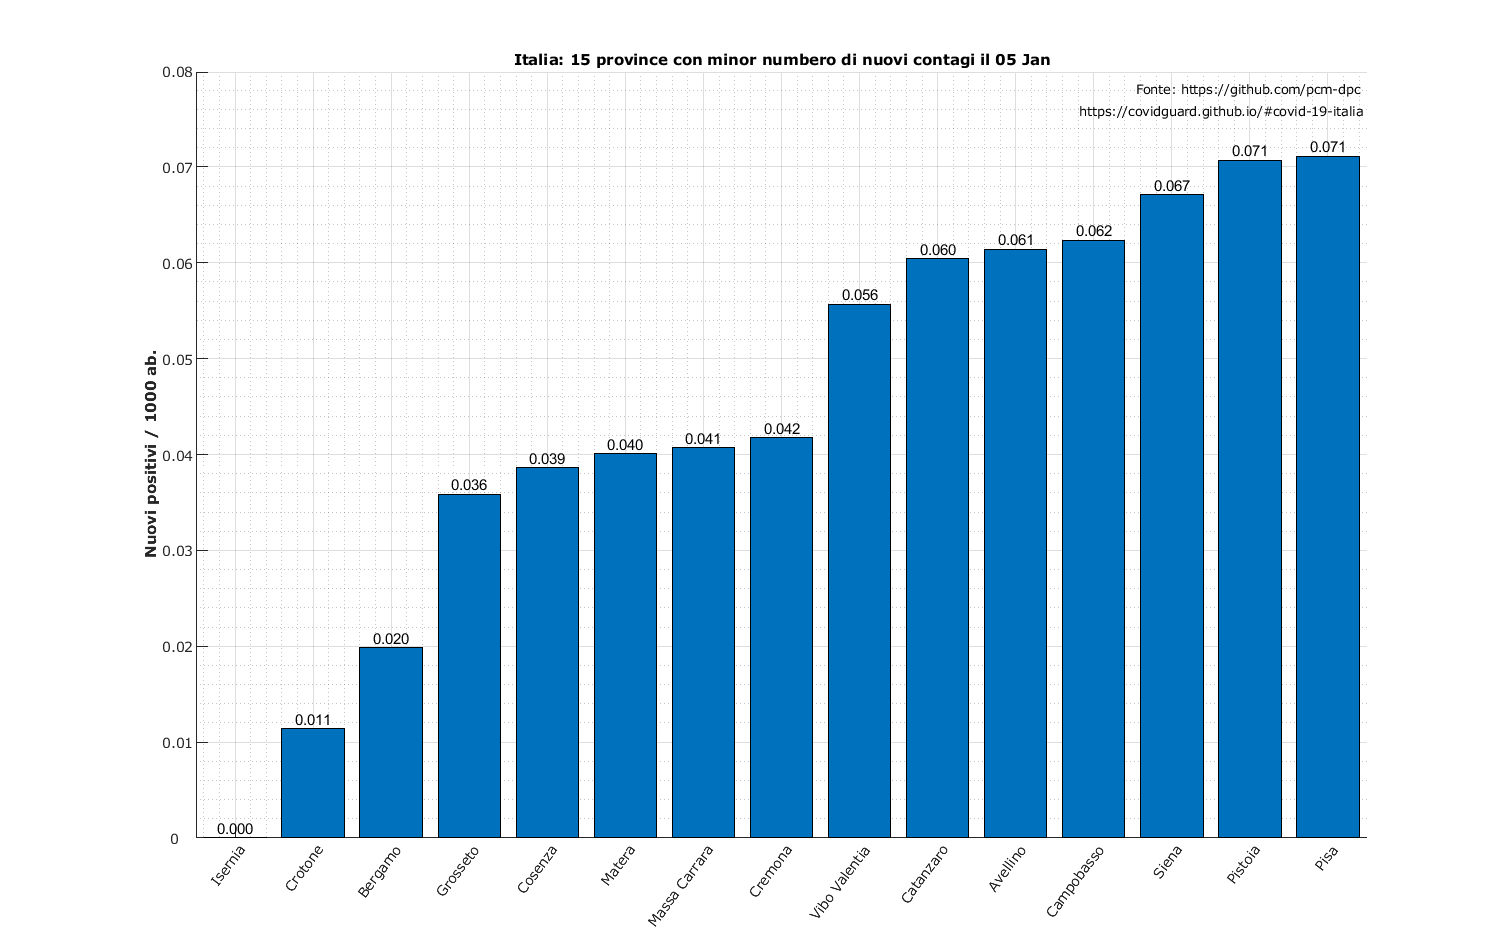 Italia: 15 province con minor numbero di nuovi contagi il 05 Jan
Fonte: https://github.com/pcm-dpc
https://covidguard.github.io/#covid-19-italia
Nuovi positivi / 1000 ab.
0.08
0.07
0.06
0.05
0.04
0.03
0.02
0.01
0
0.000
0.011
0.020
0.036
0.039
0.040
0.041
0.042
0.056
0.060
0.061
0.062
0.067
0.071
0.071
Isernia
Crotone
Bergamo
Grosseto
Cosenza
Matera
Massa Carrara
Cremona
Vibo Valentia
Catanzaro
Avellino
Campobasso
Siena
Pistoia
Pisa